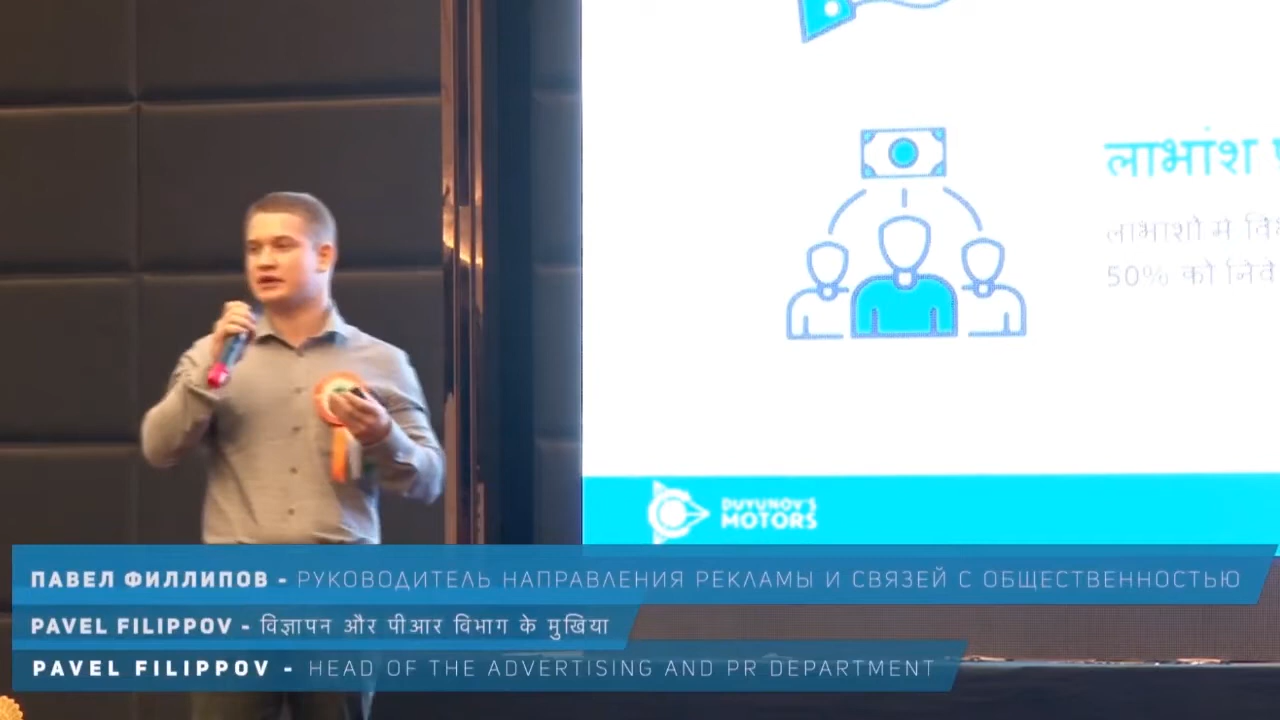 लाभांश
लाभाशो मे
50% को
DUYUNOV'S
MOTORS
ПАВЕЛ ФИЛЛИПОВ - РУКОВОДИТЕЛЬ НАПРАВЛЕНИЯ РЕКЛАМЫ И СВЯЗЕЙ С ОБЩЕСТВЕННОСТЬЮ
PAVEL FILIPPOV - विज्ञापन और पीआर विभाग के मुखिया
PAVEL FILIPPOV - HEAD OF THE ADVERTISING AND PR DEPARTMENT